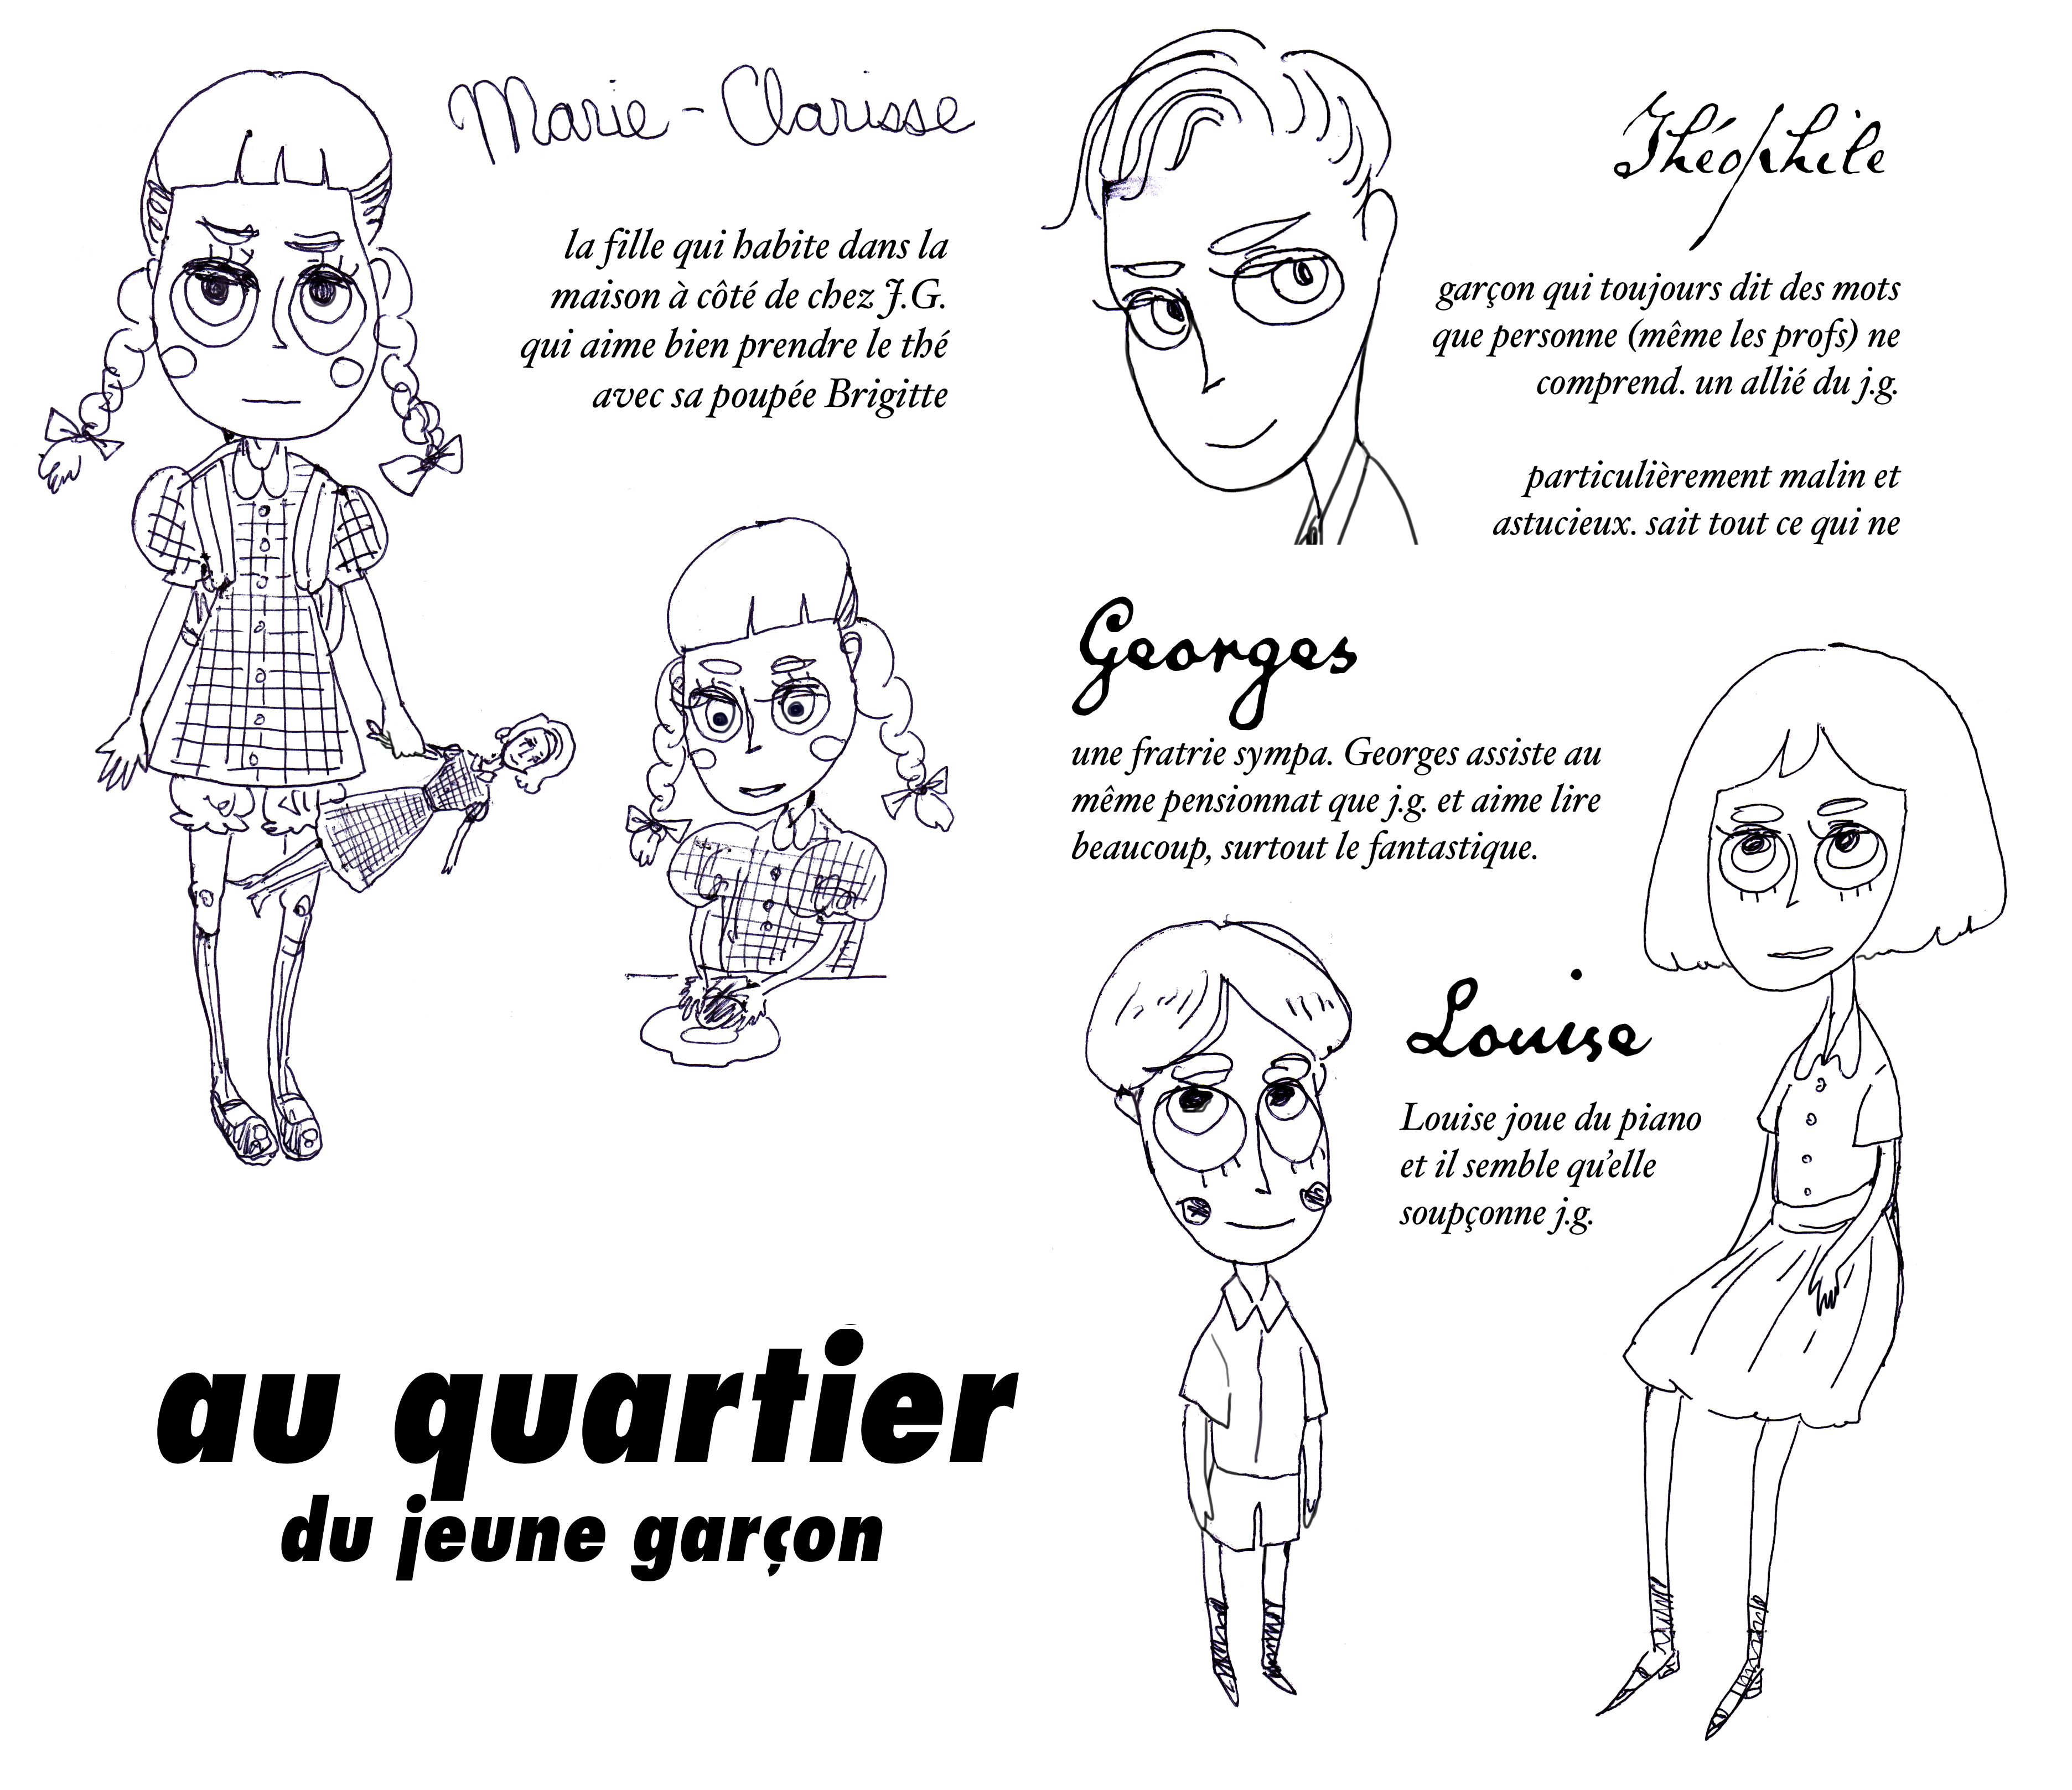 Marie-Clarisse
la fille qui habite dans la
maison à côté de chez J.G.
qui aime bien prendre le thé
avec sa poupée Brigitte
Théophile
garçon qui toujours dit des mots
que personne (même les profs) ne
comprend. un allié du j.g.
particulièrement malin et
astucieux. sait tout ce qui ne
Georges
une fratrie sympa. Georges assiste au
même pensionnat que j.g. et aime lire
beaucoup, surtout le fantastique.
Louise
Louise joue du piano
et il semble qu’elle
soupçonne j.g.
au quartier
du jeune garçon